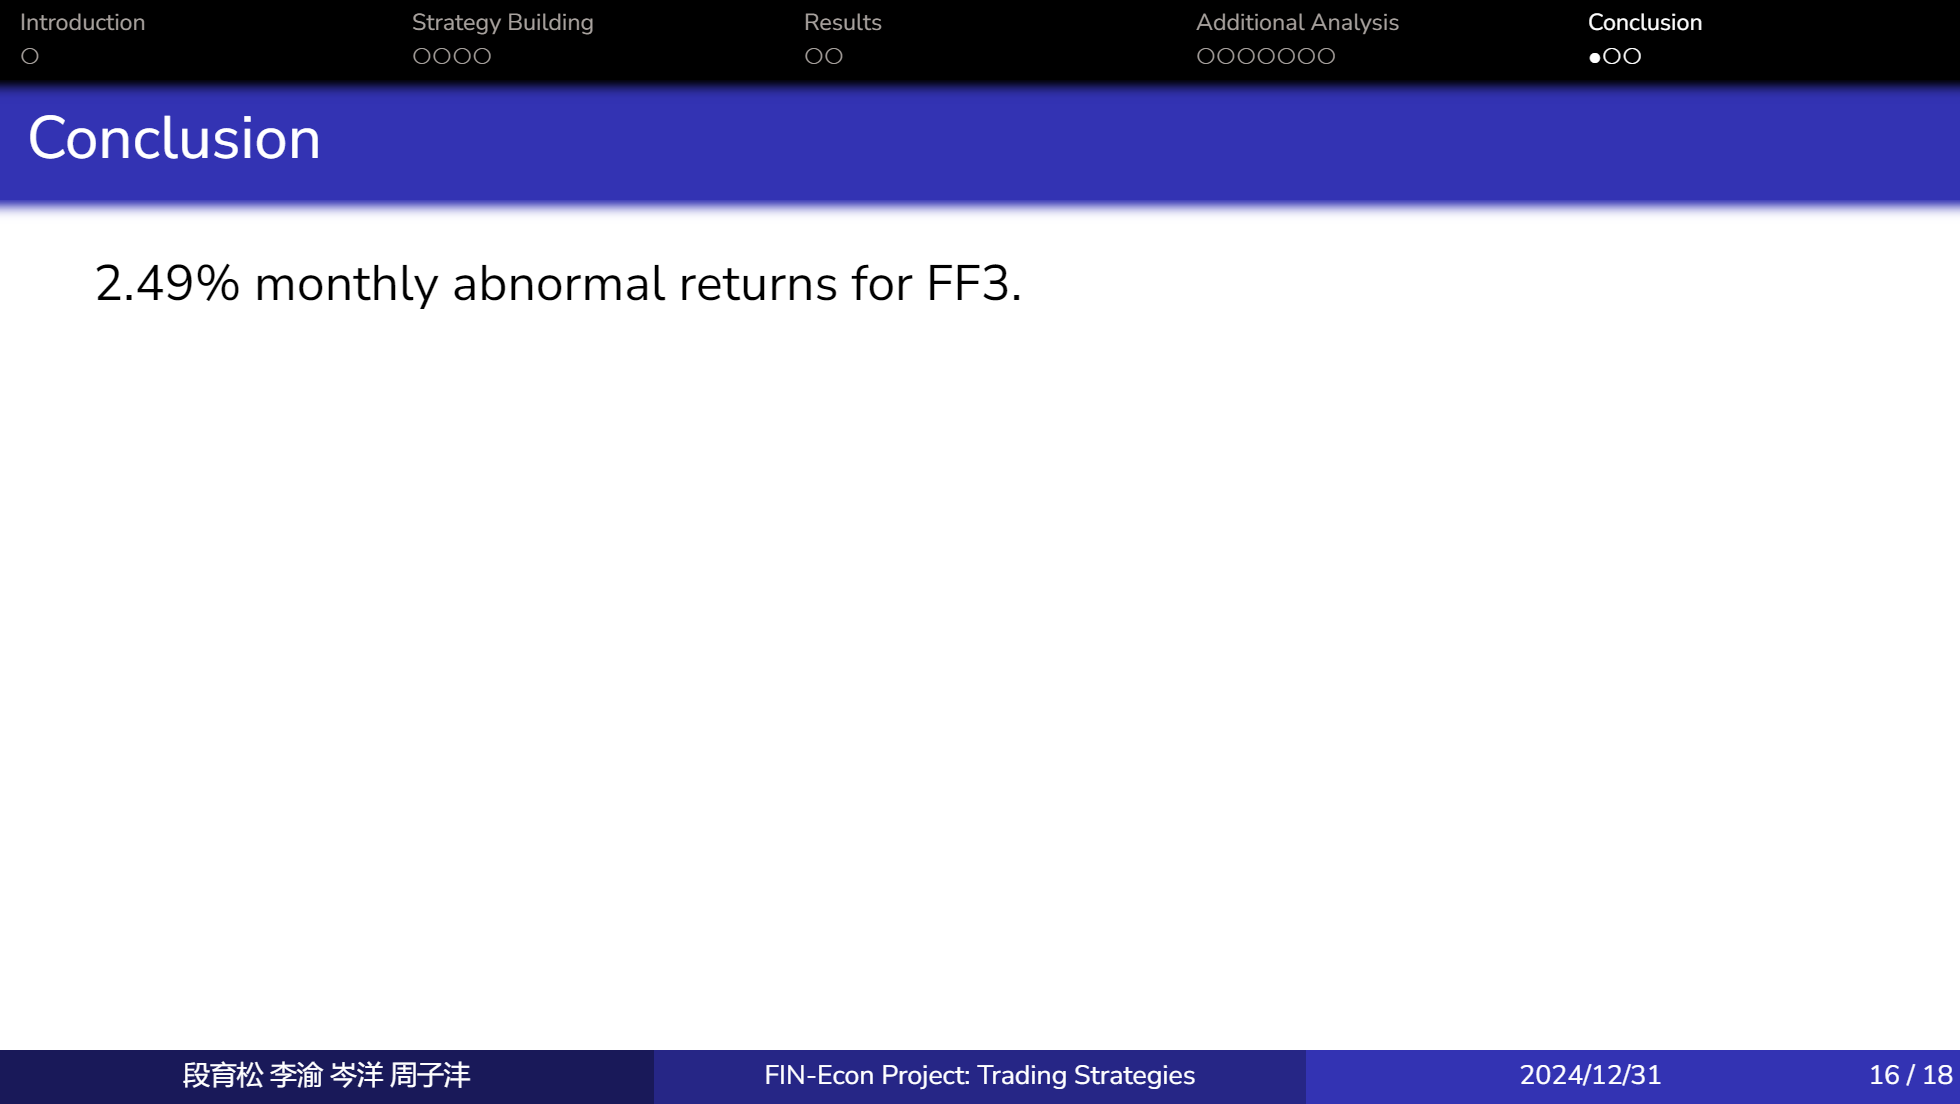 Introduction
Strategy Building
Results
Additional Analysis
Conclusion
Conclusion
2.49% monthly abnormal returns for FF3.
段育松 李渝 岑洋 周子沣
FIN-Econ Project: Trading Strategies
2024/12/31
16 / 18